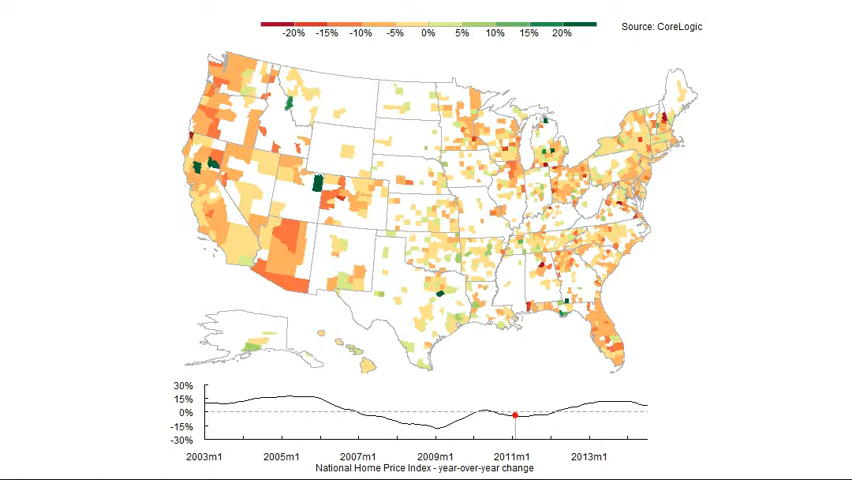 Source: CoreLogic
-20% -15% -10% -5% 0% 5% 10% 15% 20%
30%
15%
0%
-15%
-30%
2003m1 2005m1 2007m1 2009m1 2011m1 2013m1
National Home Price Index - year-over-year change